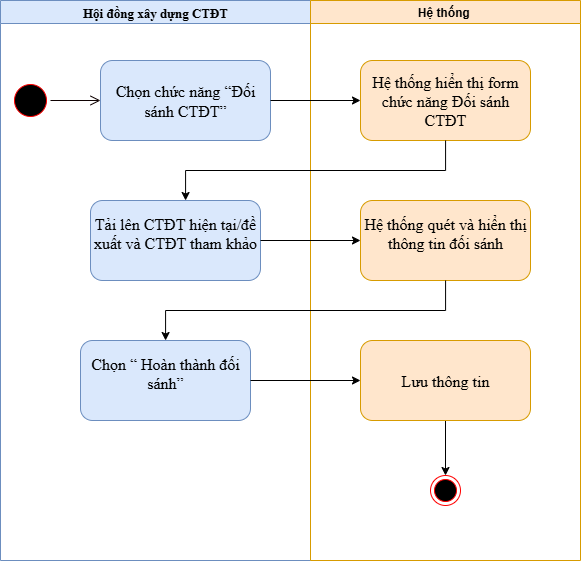 Hội đồng xây dựng CTĐT
Hệ thống
Chọn chức năng “Đối
sánh CTĐT”
Hệ thống hiển thị form
chức năng Đối sánh
CTĐT
Tải lên CTĐT hiện tại/đề
xuất và CTĐT tham khảo
Hệ thống quét và hiển thị
thông tin đối sánh
Chọn “ Hoàn thành đối
sánh”
Lưu thông tin